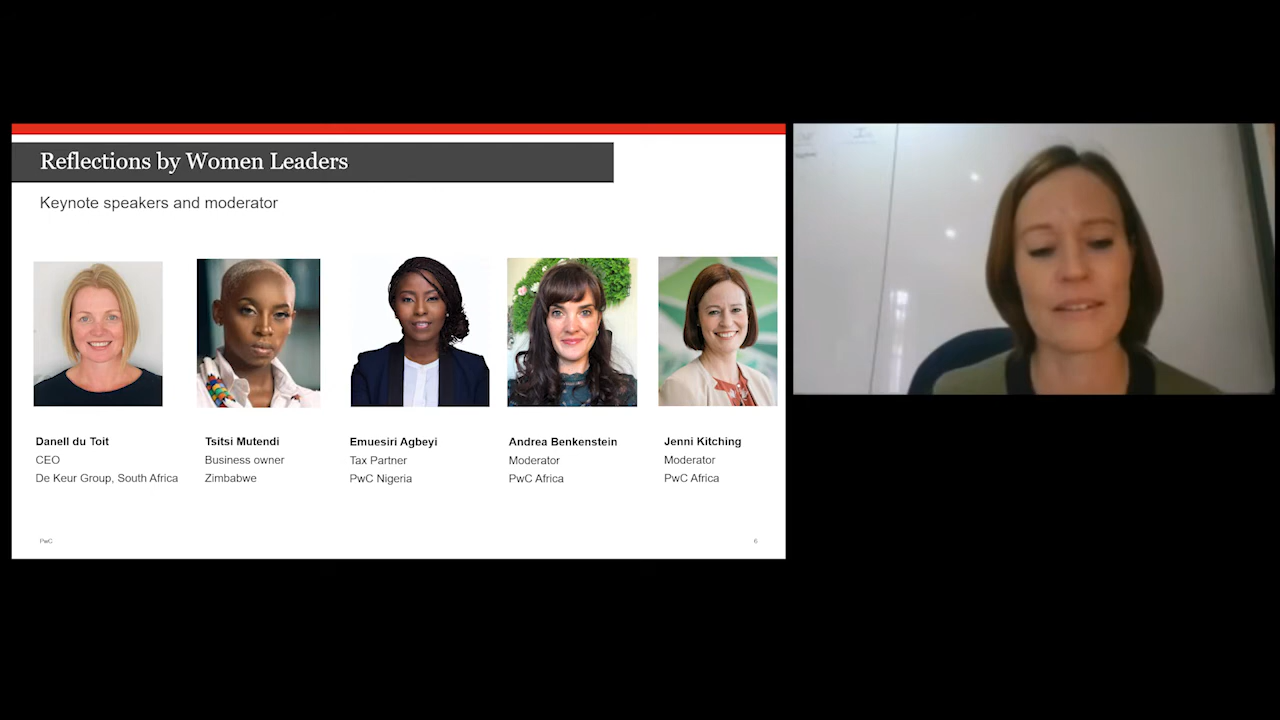 Reflections by Women Leaders
Keynote speakers and moderator
Danell du Toit
CEO
De Keur Group, South Africa
Tsitsi Mutendi
Business owner
Zimbabwe
Emuesiri Agbeyi
Tax Partner
PwC Nigeria
Andrea Benkenstein
Moderator
PwC Africa
Jenni Kitching
Moderator
PwC Africa
PwC
6